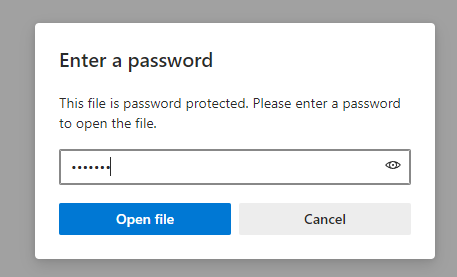 Enter a password
This file is password protected. Please enter a password
to open the file.
•••••••
Open file
Cancel